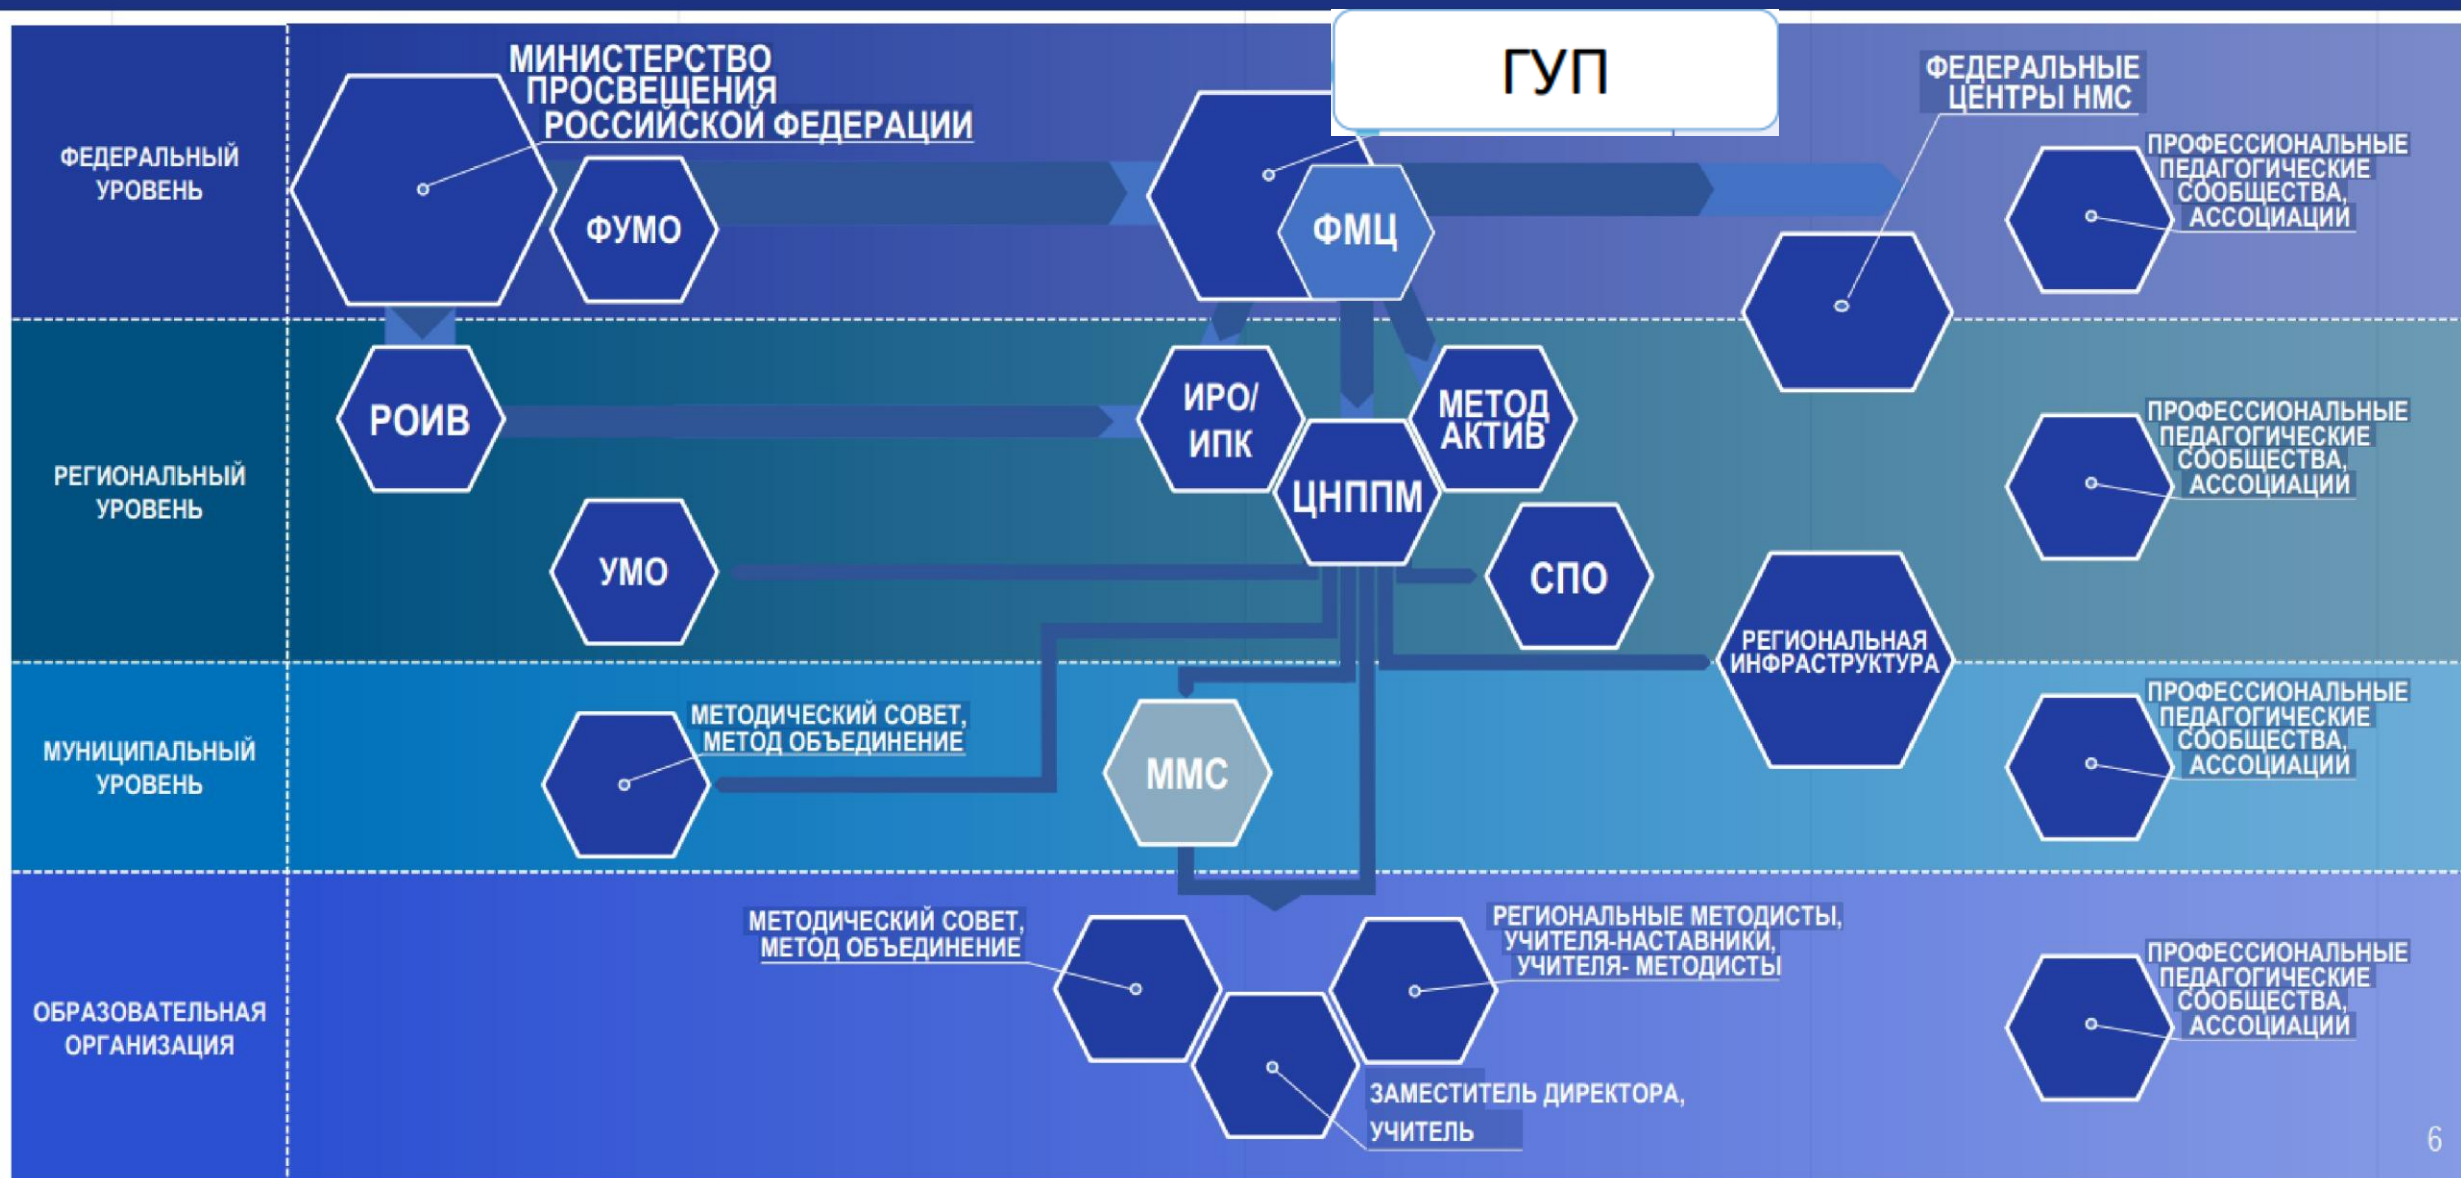 ГУП
МИНИСТЕРСТВО
ПРОСВЕЩЕНИЯ
РОССИЙСКОЙ ФЕДЕРАЦИИ
ФЕДЕРАЛЬНЫЕ
ЦЕНТРЫ НМС
ФЕДЕРАЛЬНЫЙ
УРОВЕНЬ
ФУМО
ФМЦ
ПРОФЕССИОНАЛЬНЫЕ
ПЕДАГОГИЧЕСКИЕ
СООБЩЕСТВА,
АССОЦИАЦИИ
РЕГИОНАЛЬНЫЙ
УРОВЕНЬ
РОИВ
ИРО/
ИПК
МЕТОД
АКТИВ
ЦНППМ
УМО
СПО
РЕГИОНАЛЬНАЯ
ИНФРАСТРУКТУРА
ПРОФЕССИОНАЛЬНЫЕ
ПЕДАГОГИЧЕСКИЕ
СООБЩЕСТВА,
АССОЦИАЦИИ
МУНИЦИПАЛЬНЫЙ
УРОВЕНЬ
МЕТОДИЧЕСКИЙ СОВЕТ,
МЕТОД ОБЪЕДИНЕНИЕ
ММС
ПРОФЕССИОНАЛЬНЫЕ
ПЕДАГОГИЧЕСКИЕ
СООБЩЕСТВА,
АССОЦИАЦИИ
ОБРАЗОВАТЕЛЬНАЯ
ОРГАНИЗАЦИЯ
МЕТОДИЧЕСКИЙ СОВЕТ,
МЕТОД ОБЪЕДИНЕНИЕ
РЕГИОНАЛЬНЫЕ МЕТОДИСТЫ,
УЧИТЕЛЯ-НАСТАВНИКИ,
УЧИТЕЛЯ- МЕТОДИСТЫ
ЗАМЕСТИТЕЛЬ ДИРЕКТОРА,
УЧИТЕЛЬ
ПРОФЕССИОНАЛЬНЫЕ
ПЕДАГОГИЧЕСКИЕ
СООБЩЕСТВА,
АССОЦИАЦИИ
6